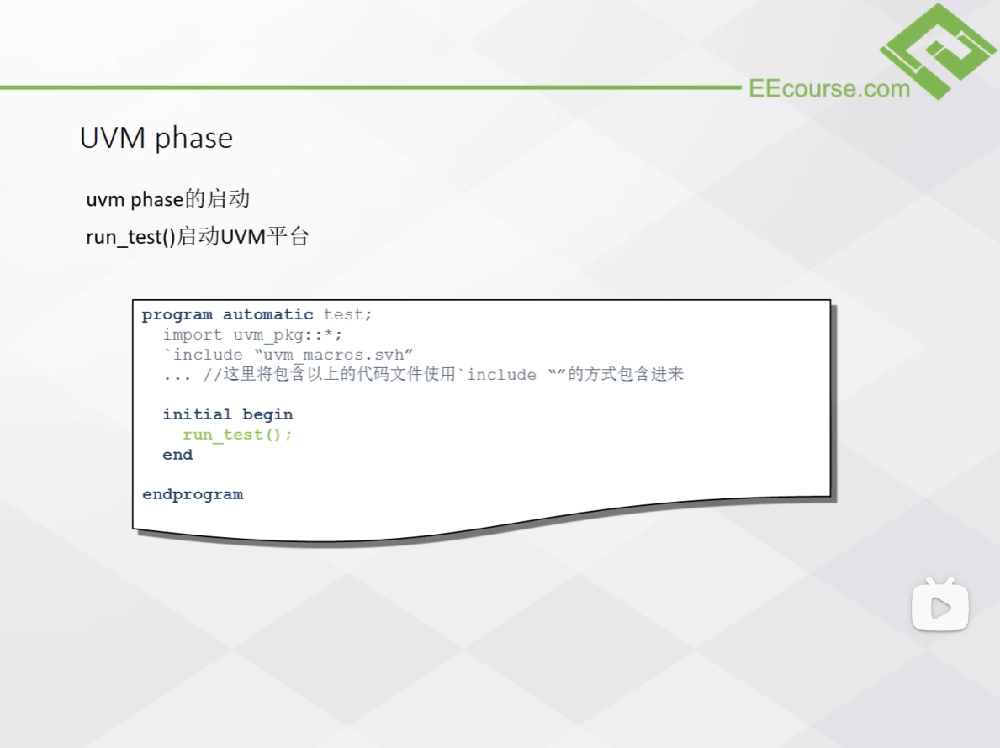 EEcourse.com
UVM phase
uvm phase的启动
run_test()启动UVM平台
program automatic test;
import uvm_pkg::*;
`include “uvm_macros.svh”
... //这里将包含以上的代码文件使用`include “”的方式包含进来
initial begin
run_test();
end
endprogram